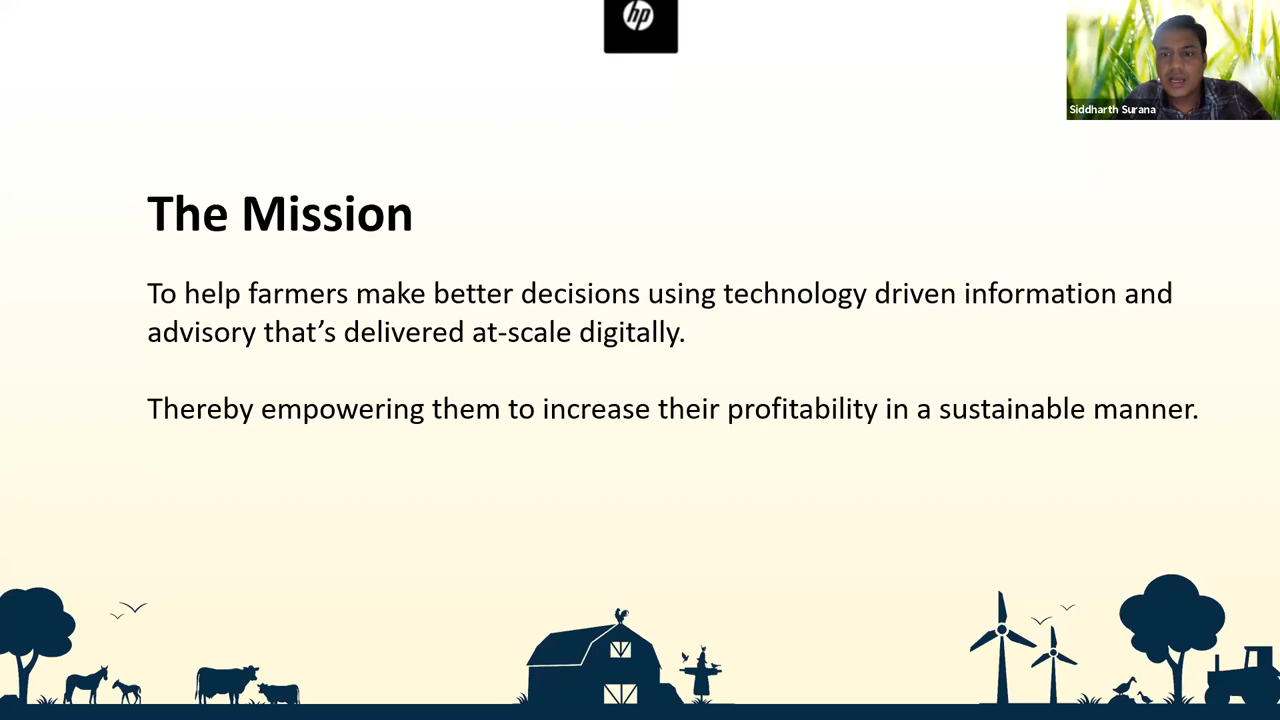 hp
Siddharth Surana
The Mission
To help farmers make better decisions using technology driven information and
advisory that’s delivered at-scale digitally.
Thereby empowering them to increase their profitability in a sustainable manner.